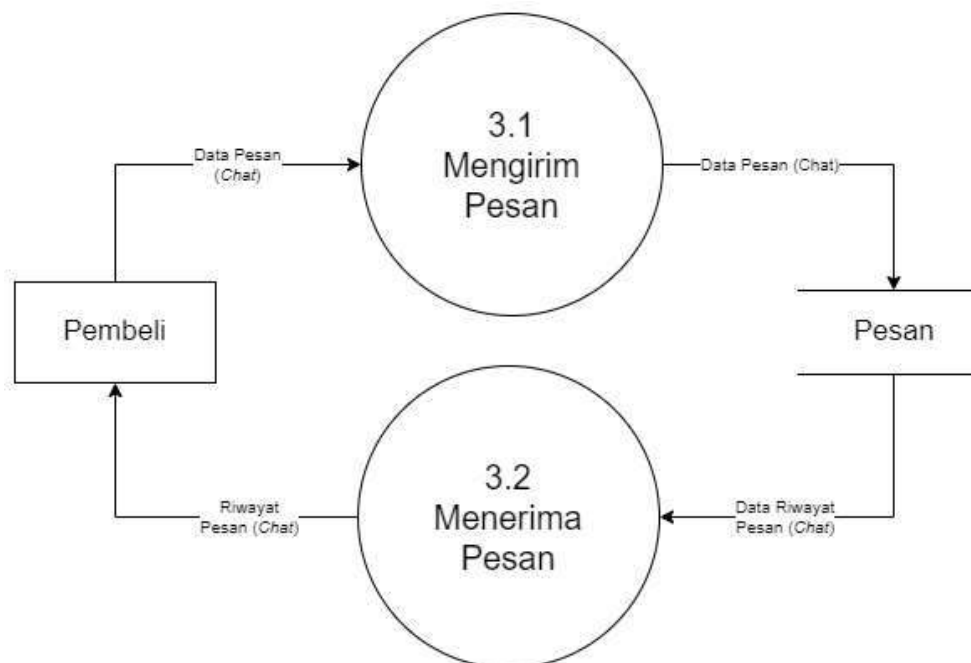 3.1
Mengirim
Pesan
Data Pesan
(Chat)
Data Pesan (Chat)
Pembeli
Pesan
3.2
Menerima
Pesan
Riwayat
Pesan (Chat)
Data Riwayat
Pesan (Chat)